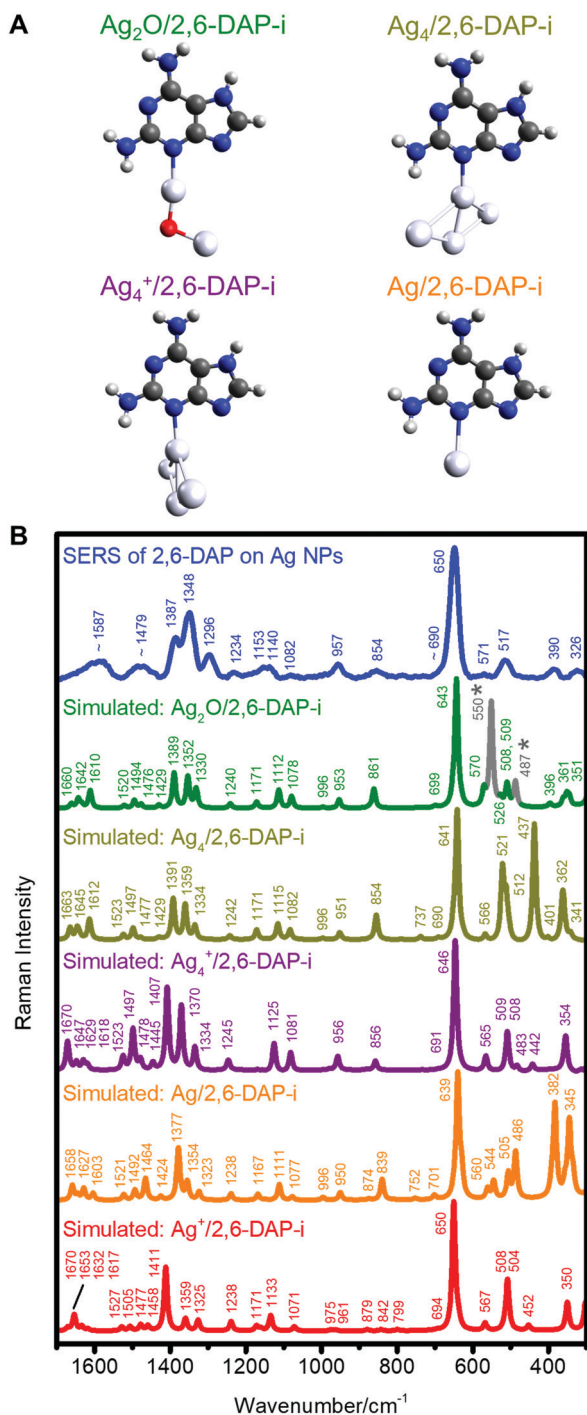 A
Ag₂O/2,6-DAP-i
Ag₄/2,6-DAP-i
Ag₄⁺/2,6-DAP-i
Ag/2,6-DAP-i
B
SERS of 2,6-DAP on Ag NPs
~ 1587 ~ 1479 1387 1348 1296 1234 1153 1140 1082 957 854 ~ 690 650 571 517 390 326
Simulated: Ag₂O/2,6-DAP-i
1660 1642 1610 1520 1494 1476 1429 1389 1352 1330 1240 1171 1112 1078 996 953 861 699 643 570 550* 526 508, 509 487* 396 361 351
Simulated: Ag₄/2,6-DAP-i
1663 1645 1612 1523 1497 1477 1429 1391 1359 1334 1242 1171 1115 1082 996 951 854 737 690 641 566 521 512 437 401 362 341
Simulated: Ag₄⁺/2,6-DAP-i
1670 1647 1629 1618 1523 1497 1478 1445 1407 1370 1334 1245 1125 1081 956 856 691 646 565 509 508 483 442 354
Simulated: Ag/2,6-DAP-i
1658 1627 1603 1521 1492 1464 1424 1377 1354 1323 1238 1167 1111 1077 996 950 874 839 752 701 639 560 544 505 486 382 345
Simulated: Ag⁺/2,6-DAP-i
1670 1653 1632 1617 1527 1505 1477 1458 1411 1359 1325 1238 1171 1133 1071 975 961 879 842 799 694 650 567 508 504 452 350
Raman Intensity
1600 1400 1200 1000 800 600 400
Wavenumber/cm⁻¹